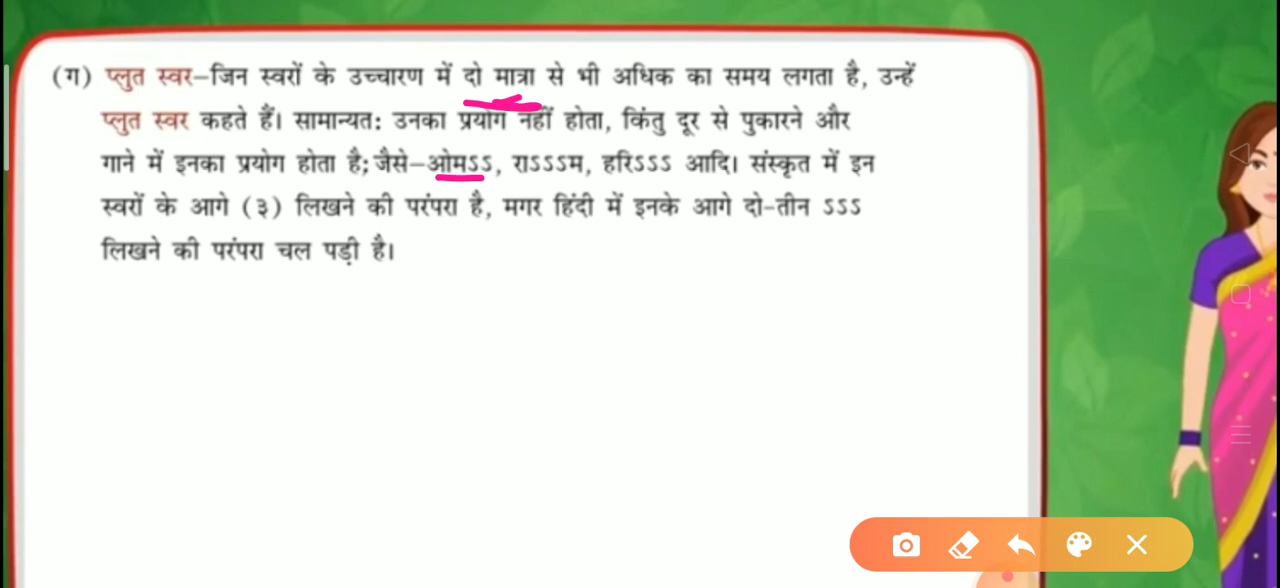 (ग) प्लुत स्वर–जिन स्वरों के उच्चारण में दो मात्रा से भी अधिक का समय लगता है, उन्हें
प्लुत स्वर कहते हैं। सामान्यत: उनका प्रयोग नहीं होता, किंतु दूर से पुकारने और
गाने में इनका प्रयोग होता है; जैसे–ओमऽऽ, राऽऽऽम, हरिऽऽऽ आदि। संस्कृत में इन
स्वरों के आगे (३) लिखने की परंपरा है, मगर हिंदी में इनके आगे दो-तीन ऽऽऽ
लिखने की परंपरा चल पड़ी है।